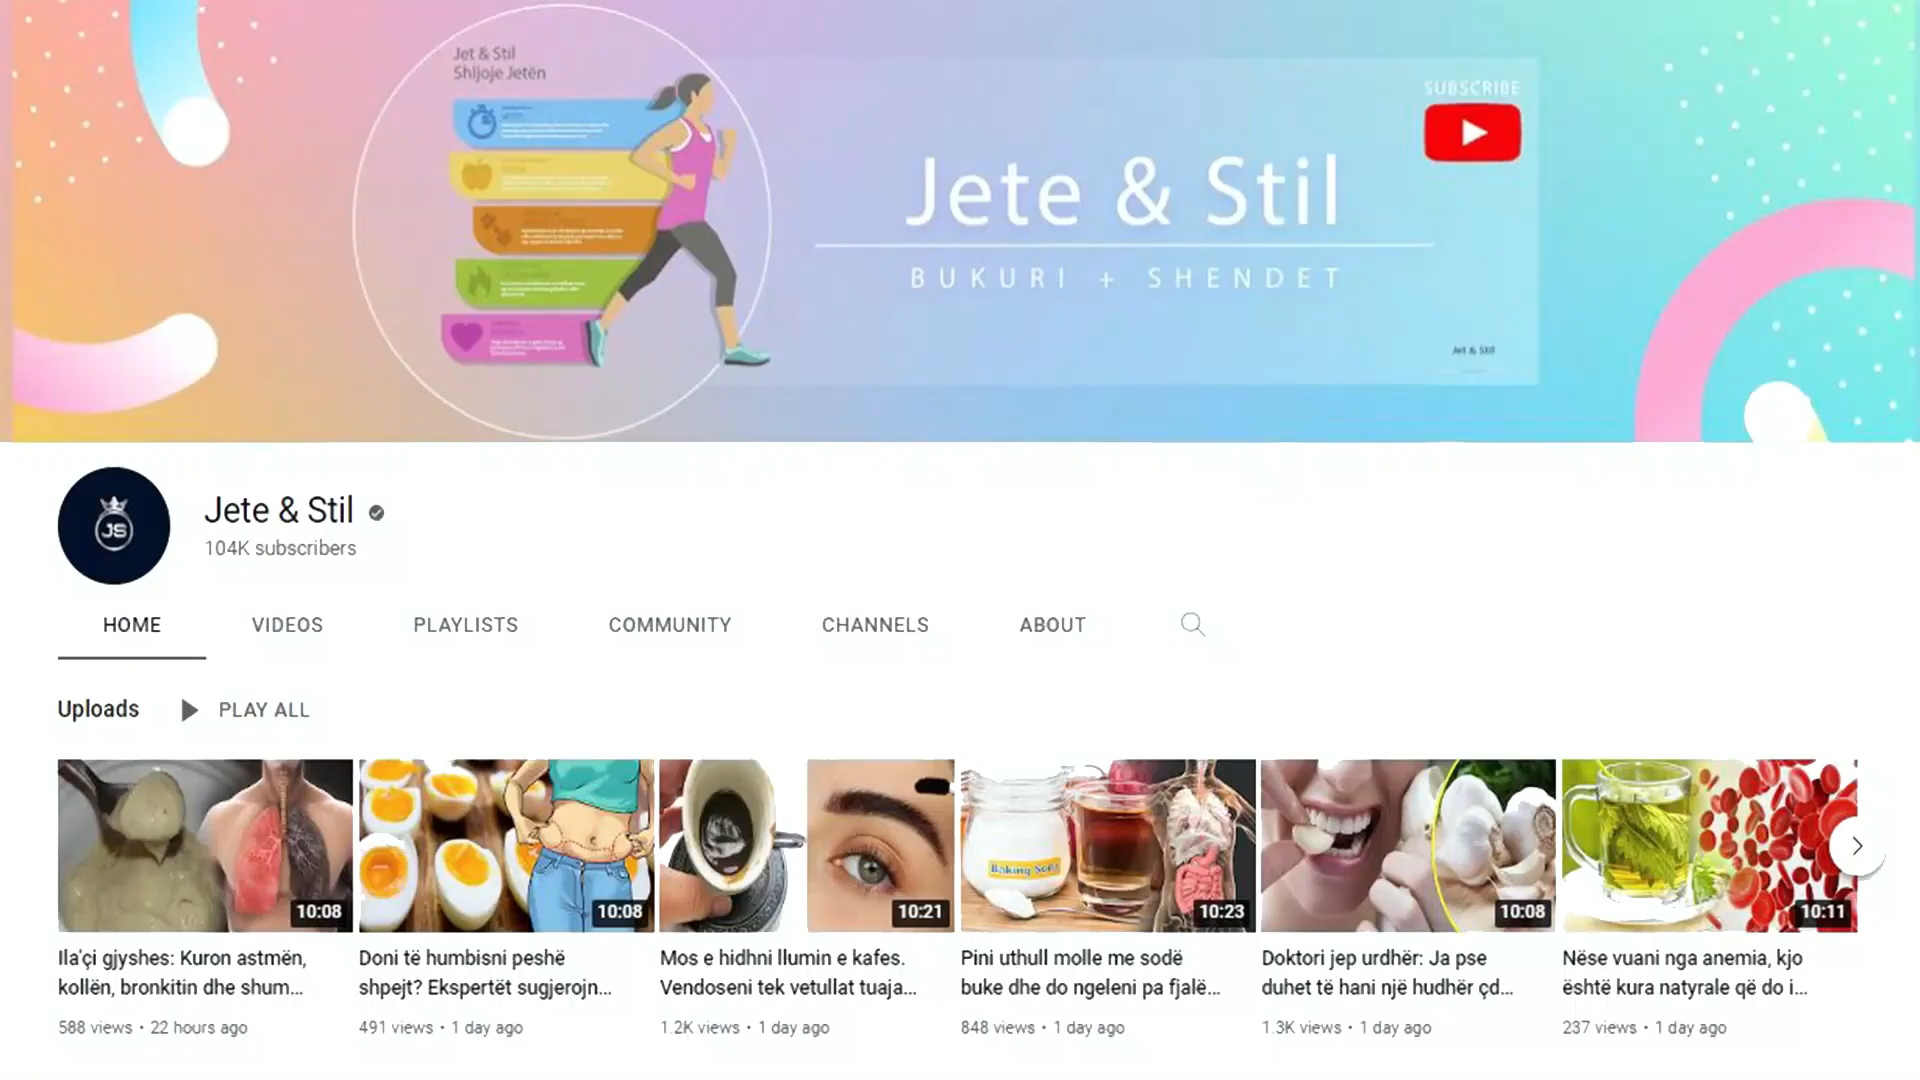 Jet & Stil
Shijoje Jetën
SUBSCRIBE
Jete & Stil
BUKURI + SHENDET
Jet & Stil
JS
Jete & Stil
104K subscribers
HOME
VIDEOS
PLAYLISTS
COMMUNITY
CHANNELS
ABOUT
Uploads
PLAY ALL
Baking Soda
10:08
10:08
10:21
10:23
10:08
10:11
Ila'çi gjyshes: Kuron astmën,
kollën, bronkitin dhe shum...
588 views • 22 hours ago
Doni të humbisni peshë
shpejt? Ekspertët sugjerojn...
491 views • 1 day ago
Mos e hidhni llumin e kafes.
Vendoseni tek vetullat tuaja...
1.2K views • 1 day ago
Pini uthull molle me sodë
buke dhe do ngeleni pa fjalë...
848 views • 1 day ago
Doktori jep urdhër: Ja pse
duhet të hani një hudhër çd...
1.3K views • 1 day ago
Nëse vuani nga anemia, kjo
është kura natyrale që do i...
237 views • 1 day ago